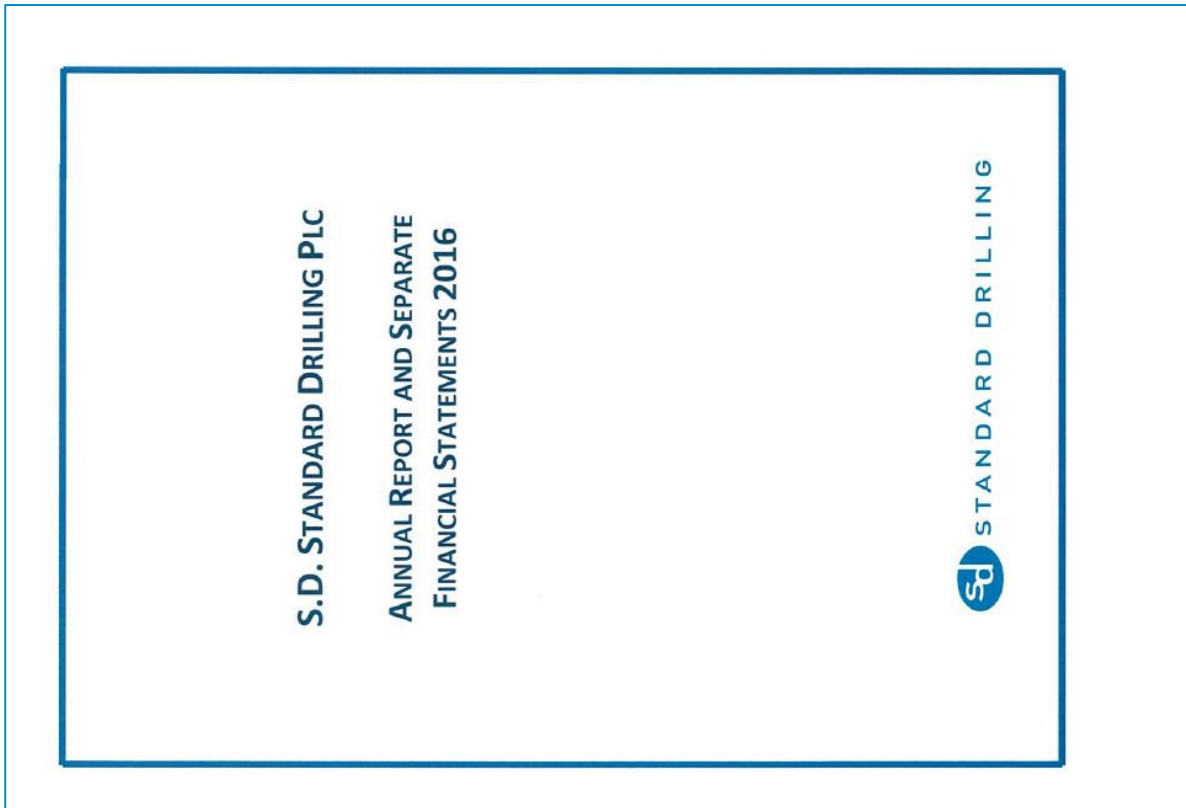 S.D. STANDARD DRILLING PLC
ANNUAL REPORT AND SEPARATE
FINANCIAL STATEMENTS 2016
sd STANDARD DRILLING